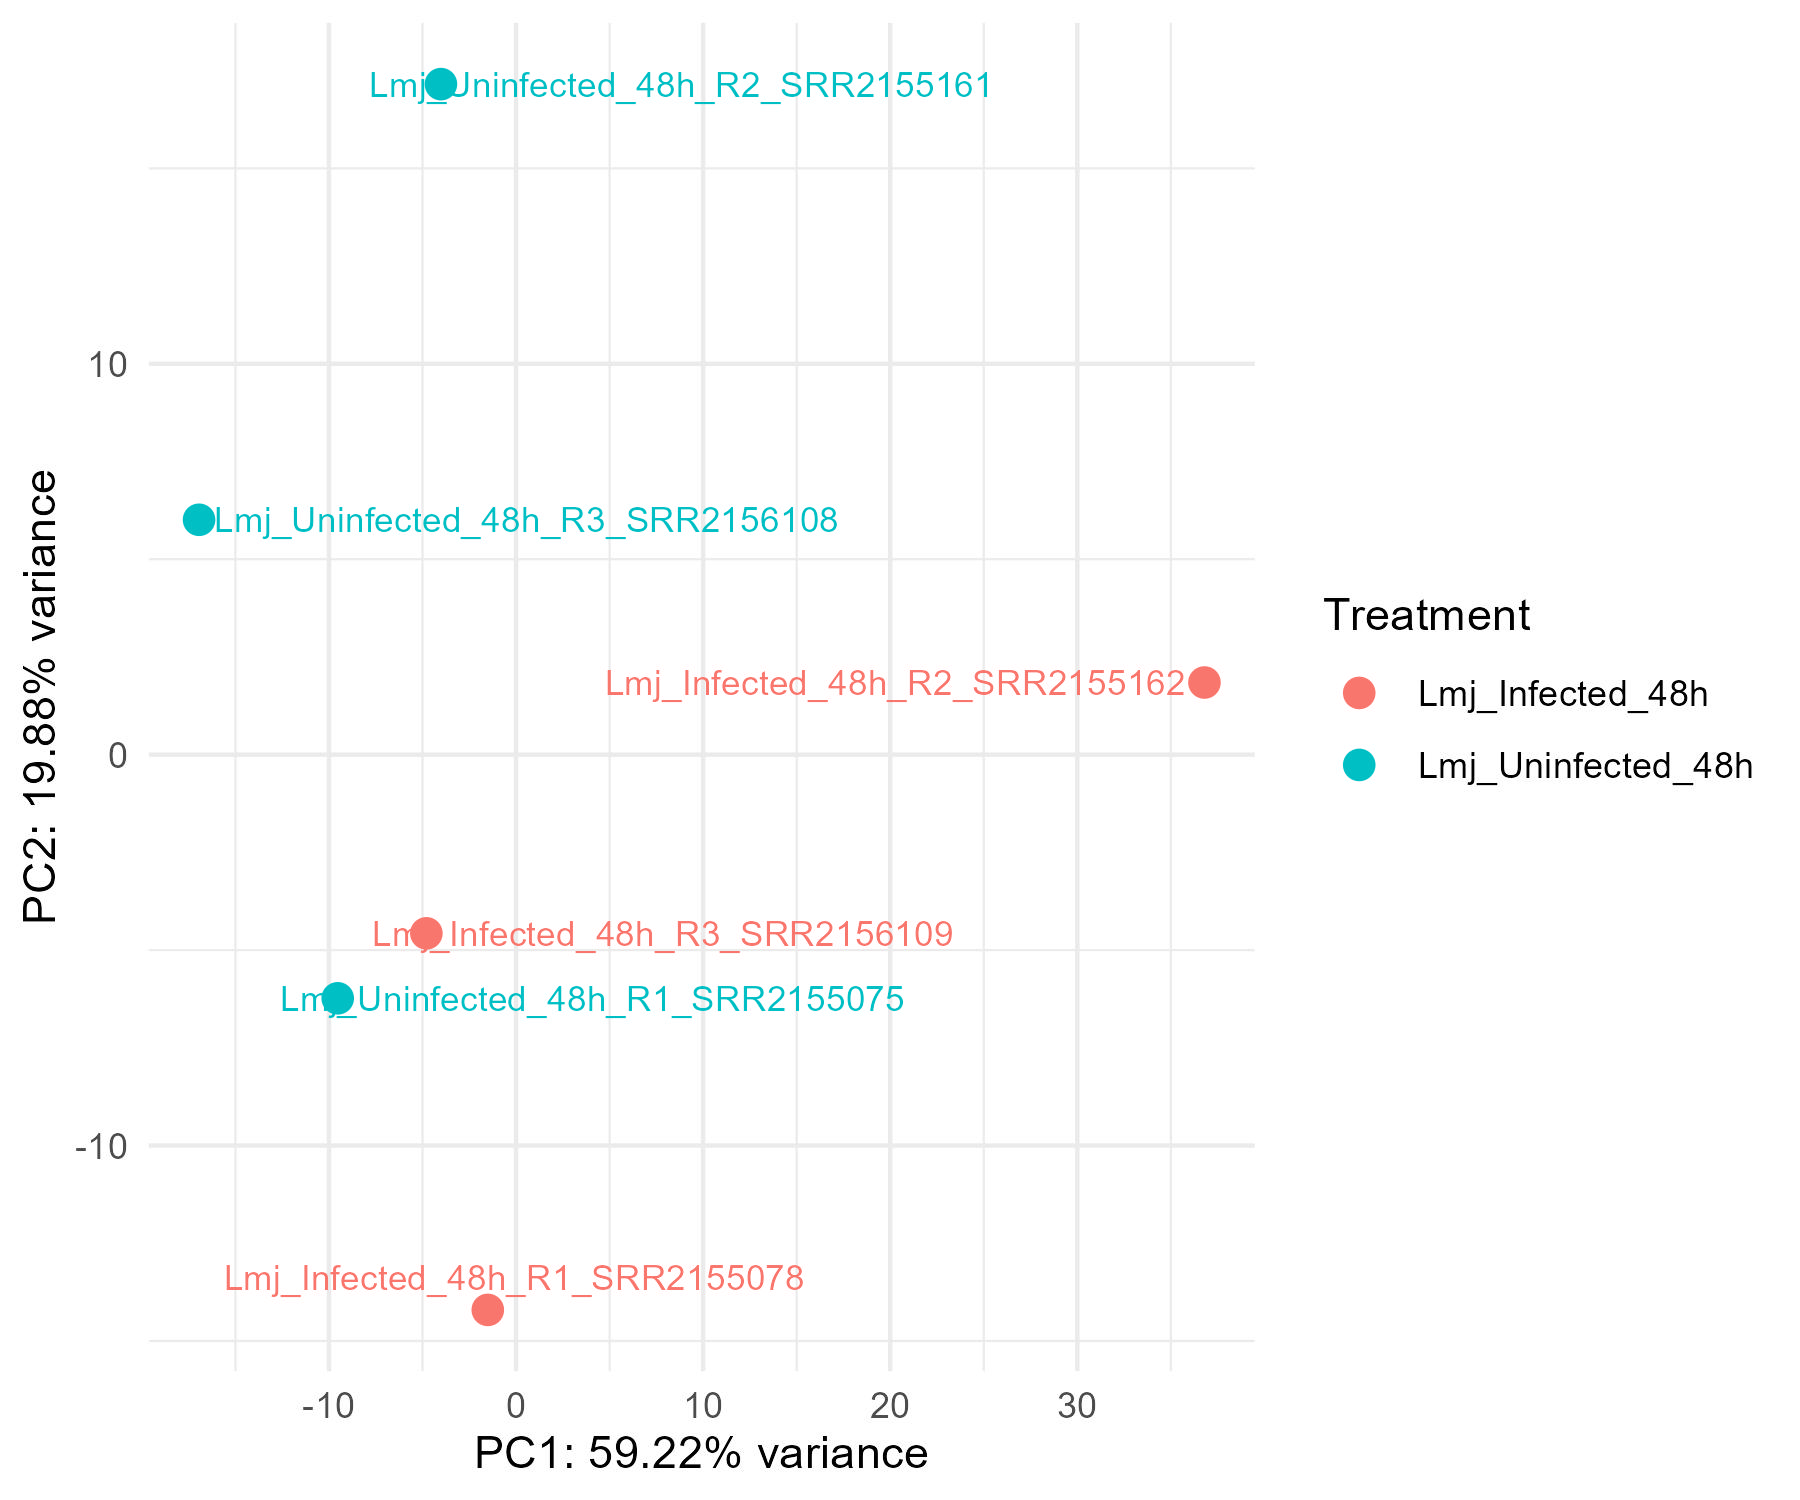 Lmj_Uninfected_48h_R2_SRR2155161
10
Lmj_Uninfected_48h_R3_SRR2156108
Lmj_Infected_48h_R2_SRR2155162
0
Lmj_Infected_48h_R3_SRR2156109
Lmj_Uninfected_48h_R1_SRR2155075
-10
Lmj_Infected_48h_R1_SRR2155078
-10 0 10 20 30
PC1: 59.22% variance
PC2: 19.88% variance
Treatment
Lmj_Infected_48h
Lmj_Uninfected_48h